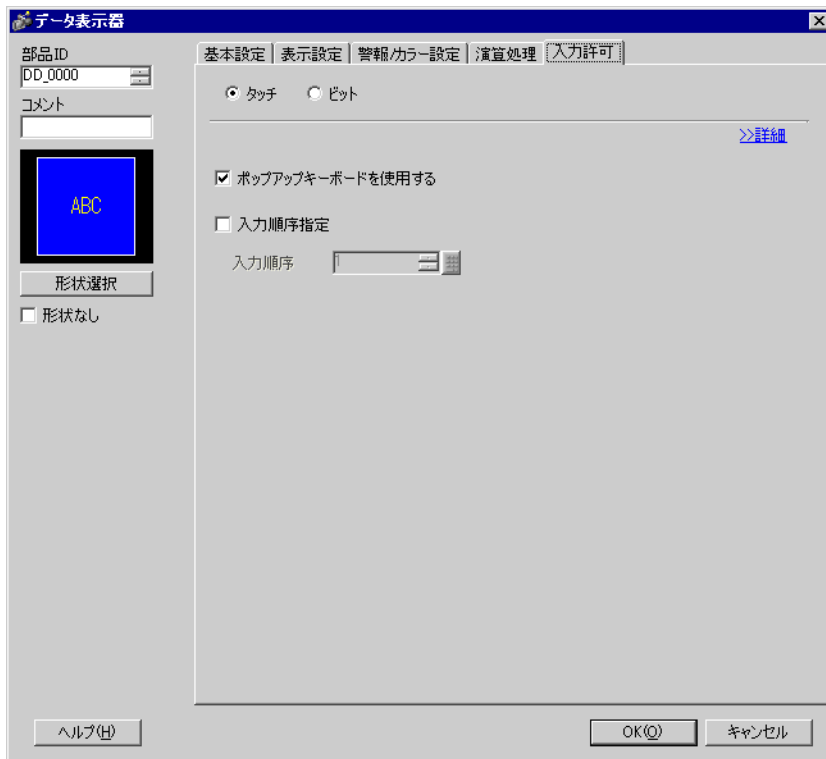 データ表示器
部品ID
DD_0000
コメント
ABC
形状選択
形状なし
基本設定 表示設定 警報/カラー設定 演算処理 入力許可
タッチ ビット
>>詳細
ポップアップキーボードを使用する
入力順序指定
入力順序 1
ヘルプ(H) OK(O) キャンセル